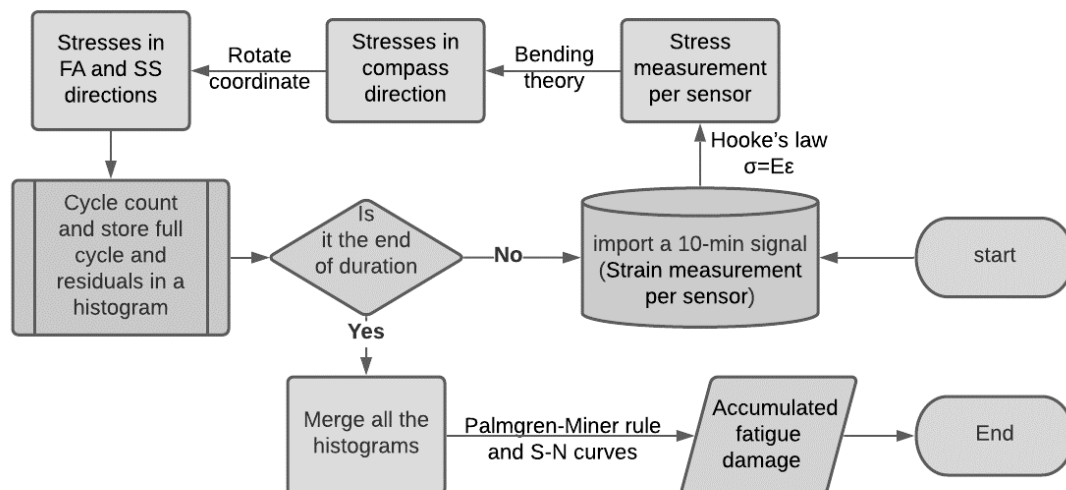 Stresses in
FA and SS
directions
Rotate
coordinate
Stresses in
compass
direction
Bending
theory
Stress
measurement
per sensor
Hooke's law
σ=Eε
Cycle count
and store full
cycle and
residuals in a
histogram
Is
it the end
of duration
No
import a 10-min signal
(Strain measurement
per sensor)
start
Yes
Merge all the
histograms
Palmgren-Miner rule
and S-N curves
Accumulated
fatigue
damage
End